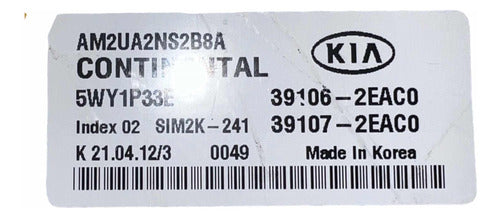 AM2UA2NS2B8A
KIA
CONTINENTAL
5WY1P33E 39106-2EAC0
Index 02 SIM2K-241 39107-2EAC0
K 21.04.12/3 0049 Made In Korea